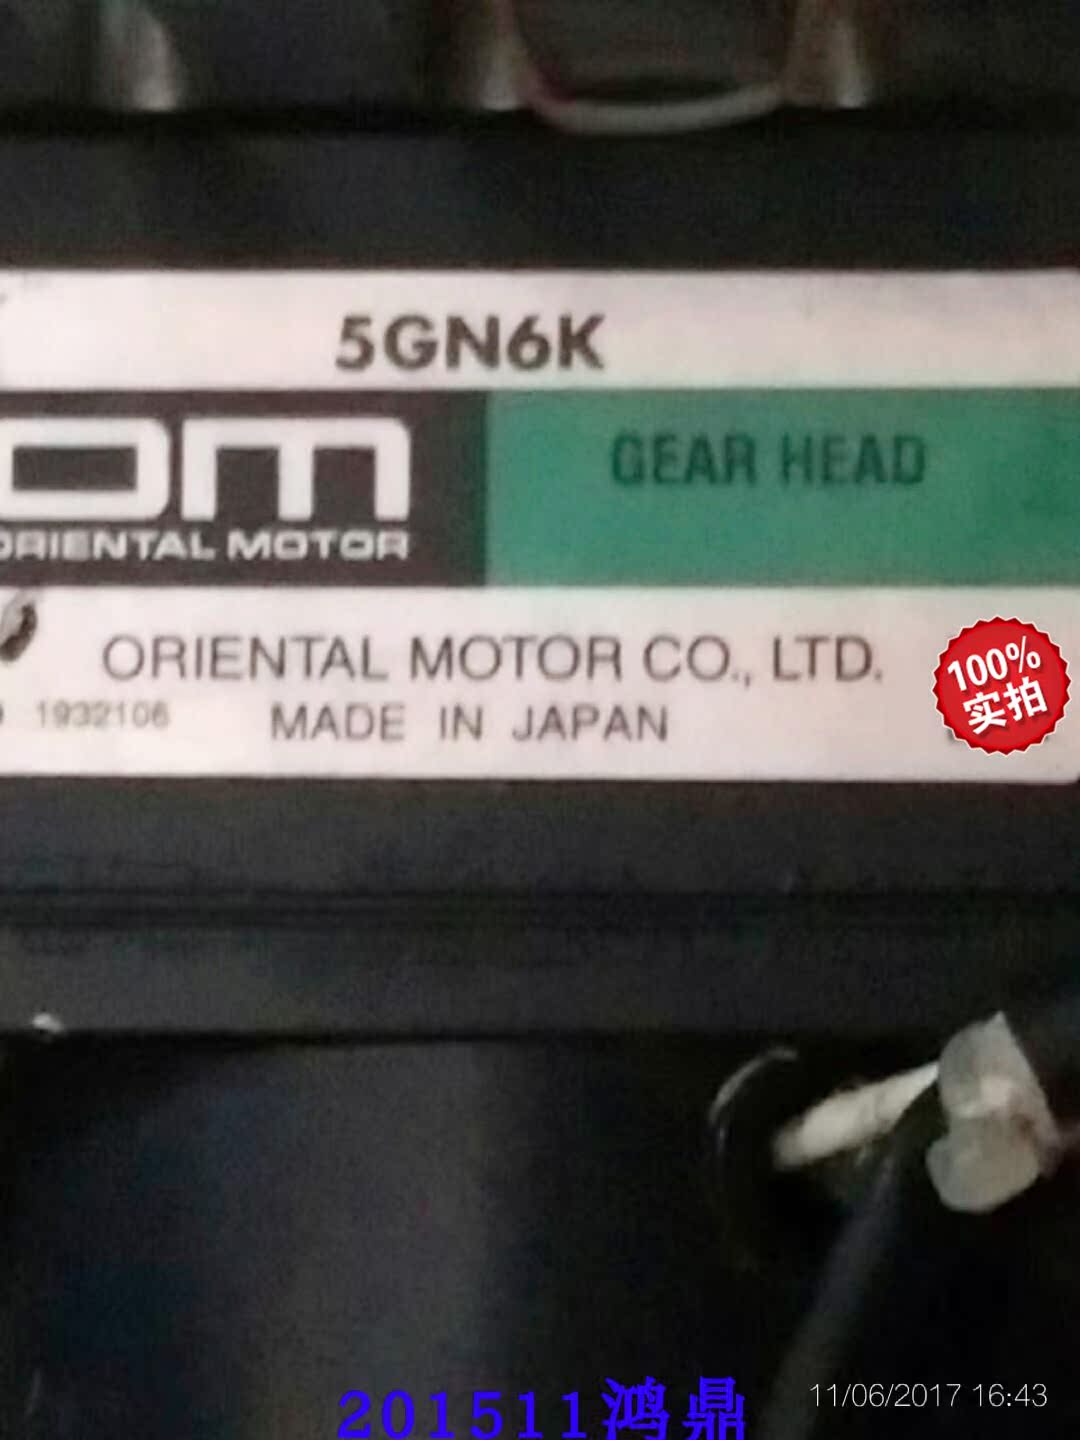 5GN6K
om
GEAR HEAD
ORIENTAL MOTOR
ORIENTAL MOTOR CO., LTD.
1932106
MADE IN JAPAN
100%
实拍
11/06/2017 16:43
201511鸿鼎